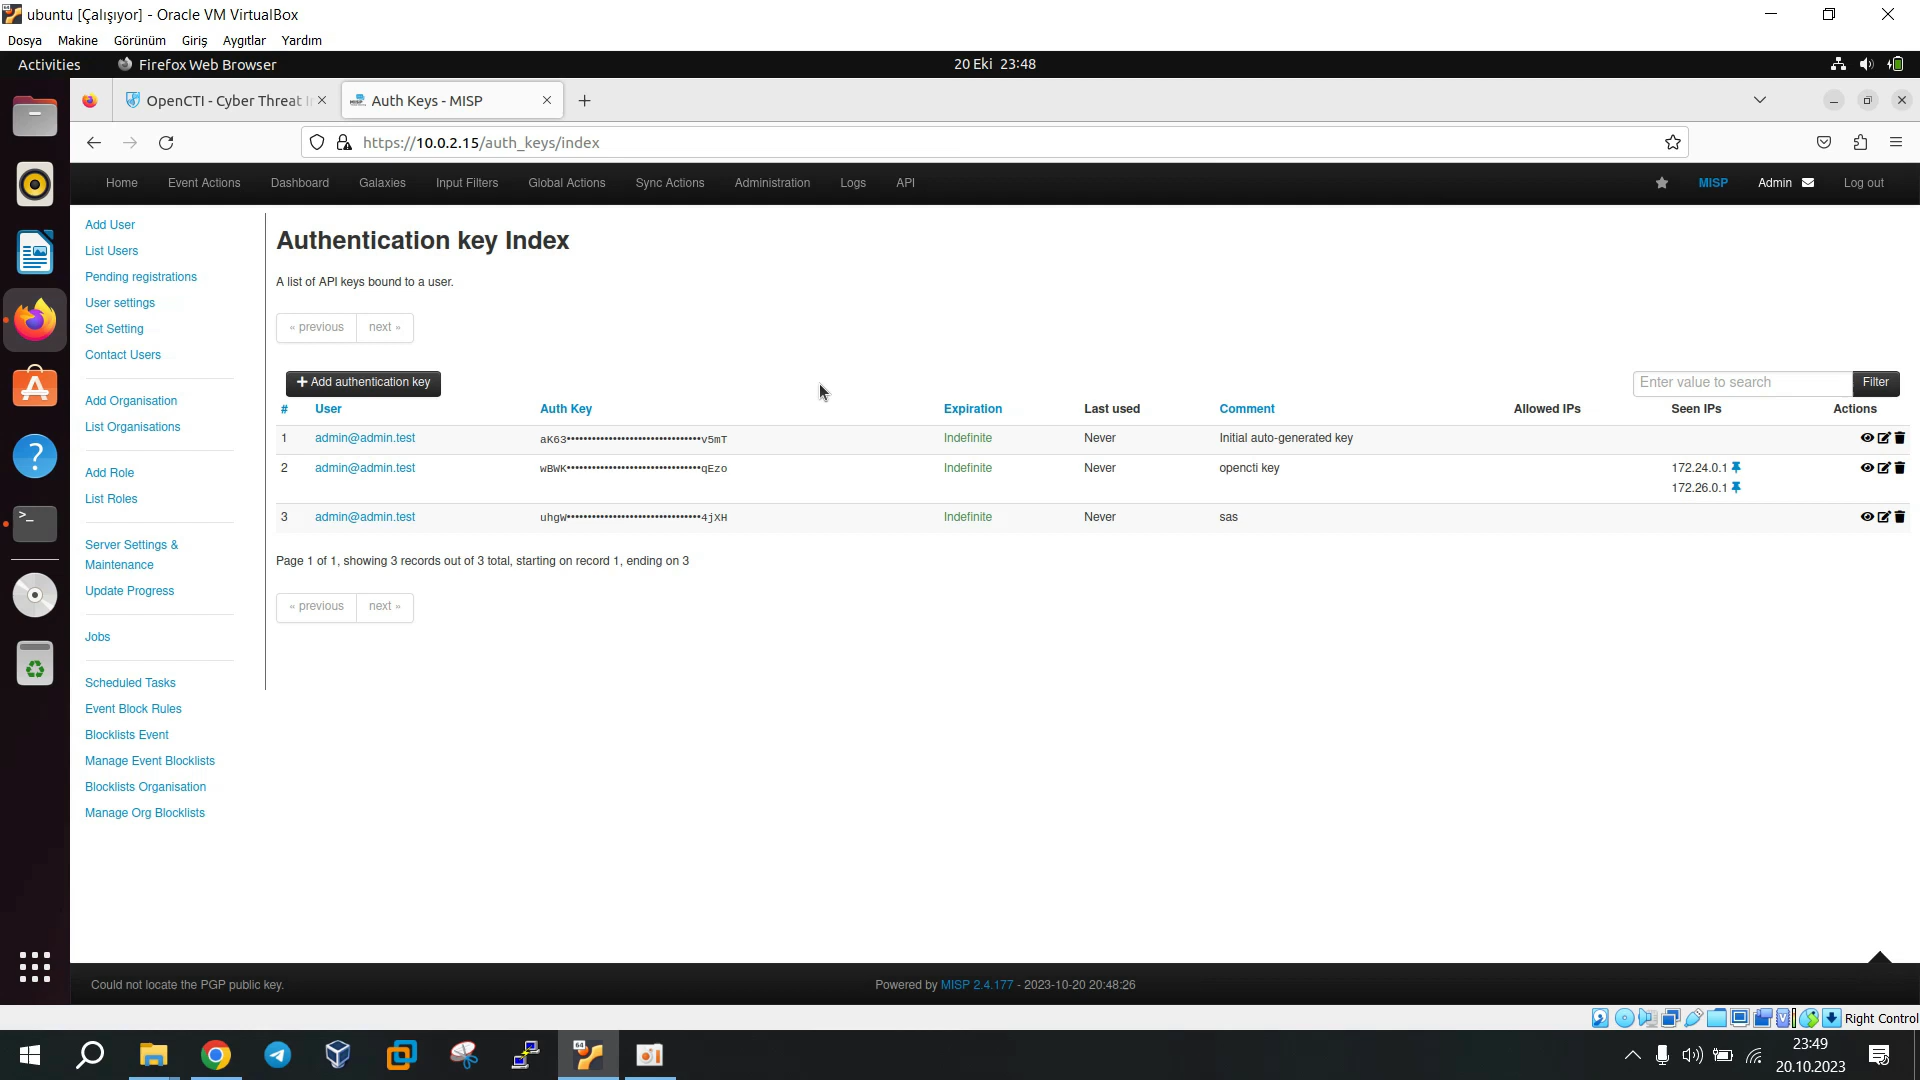 ubuntu [Çalışıyor] - Oracle VM VirtualBox
Dosya Makine Görünüm Giriş Aygıtlar Yardım
Activities Firefox Web Browser 20 Eki 23:48
OpenCTI - Cyber Threat Auth Keys - MISP
https://10.0.2.15/auth_keys/index
Home Event Actions Dashboard Galaxies Input Filters Global Actions Sync Actions Administration Logs API MISP Admin Log out
Add User
List Users
Pending registrations
User settings
Set Setting
Contact Users
Add Organisation
List Organisations
Add Role
List Roles
Server Settings &
Maintenance
Update Progress
Jobs
Scheduled Tasks
Event Block Rules
Blocklists Event
Manage Event Blocklists
Blocklists Organisation
Manage Org Blocklists
Authentication key Index
A list of API keys bound to a user.
« previous next »
+ Add authentication key Enter value to search Filter
# User Auth Key Expiration Last used Comment Allowed IPs Seen IPs Actions
1 admin@admin.test aK63••••••••••••••••••••••••••••••••v5mT Indefinite Never Initial auto-generated key
2 admin@admin.test wBWK••••••••••••••••••••••••••••••••qEzo Indefinite Never opencti key 172.24.0.1
172.26.0.1
3 admin@admin.test uhgW••••••••••••••••••••••••••••••••4jXH Indefinite Never sas
Page 1 of 1, showing 3 records out of 3 total, starting on record 1, ending on 3
« previous next »
Could not locate the PGP public key. Powered by MISP 2.4.177 - 2023-10-20 20:48:26
Right Control
23:49
20.10.2023